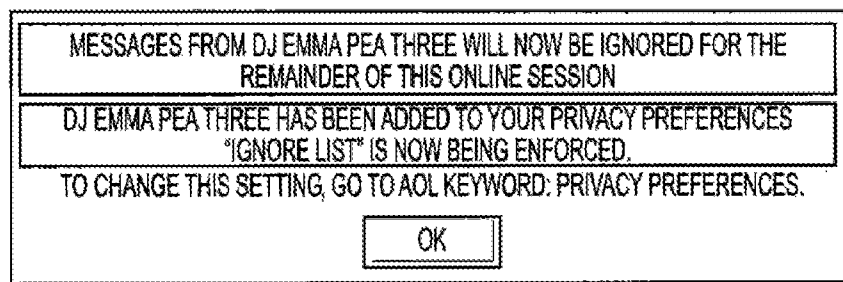 MESSAGES FROM DJ EMMA PEA THREE WILL NOW BE IGNORED FOR THE
REMAINDER OF THIS ONLINE SESSION
DJ EMMA PEA THREE HAS BEEN ADDED TO YOUR PRIVACY PREFERENCES
"IGNORE LIST" IS NOW BEING ENFORCED.
TO CHANGE THIS SETTING, GO TO AOL KEYWORD: PRIVACY PREFERENCES.
OK